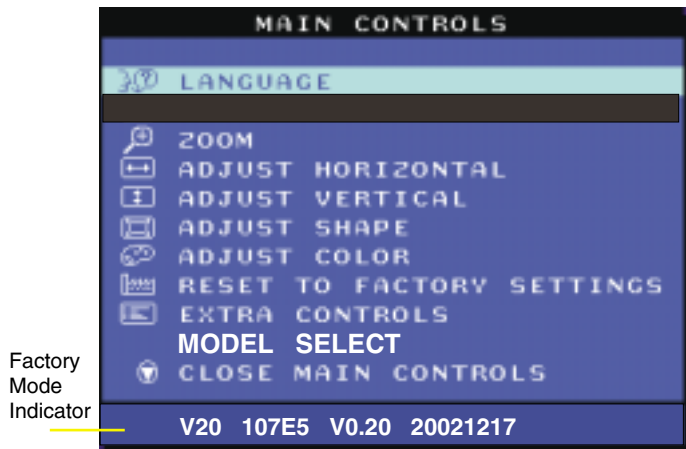 MAIN CONTROLS
LANGUAGE
ZOOM
ADJUST HORIZONTAL
ADJUST VERTICAL
ADJUST SHAPE
ADJUST COLOR
RESET TO FACTORY SETTINGS
EXTRA CONTROLS
MODEL SELECT
CLOSE MAIN CONTROLS
Factory
Mode
Indicator
V20 107E5 V0.20 20021217